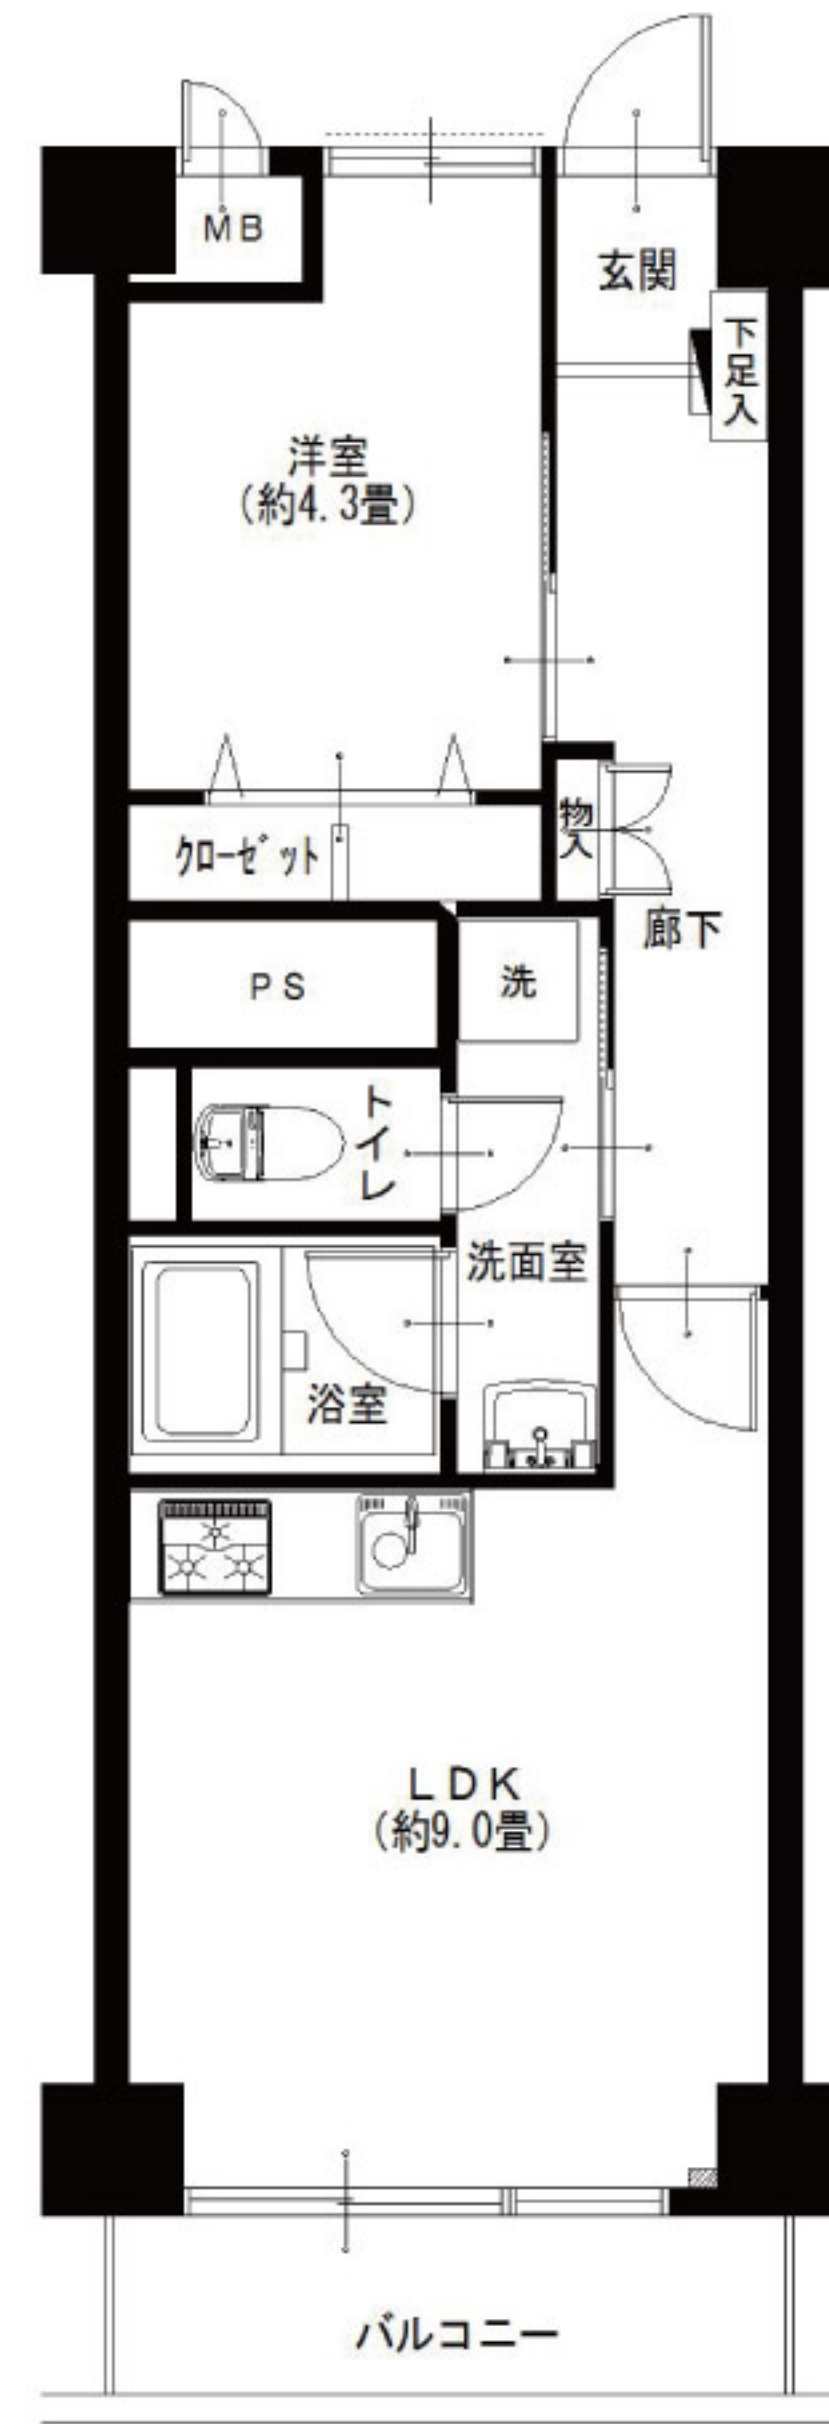 MB
玄関
下足入
洋室
(約4.3畳)
物入
クローゼット
廊下
PS
洗
トイレ
洗面室
浴室
LDK
(約9.0畳)
バルコニー